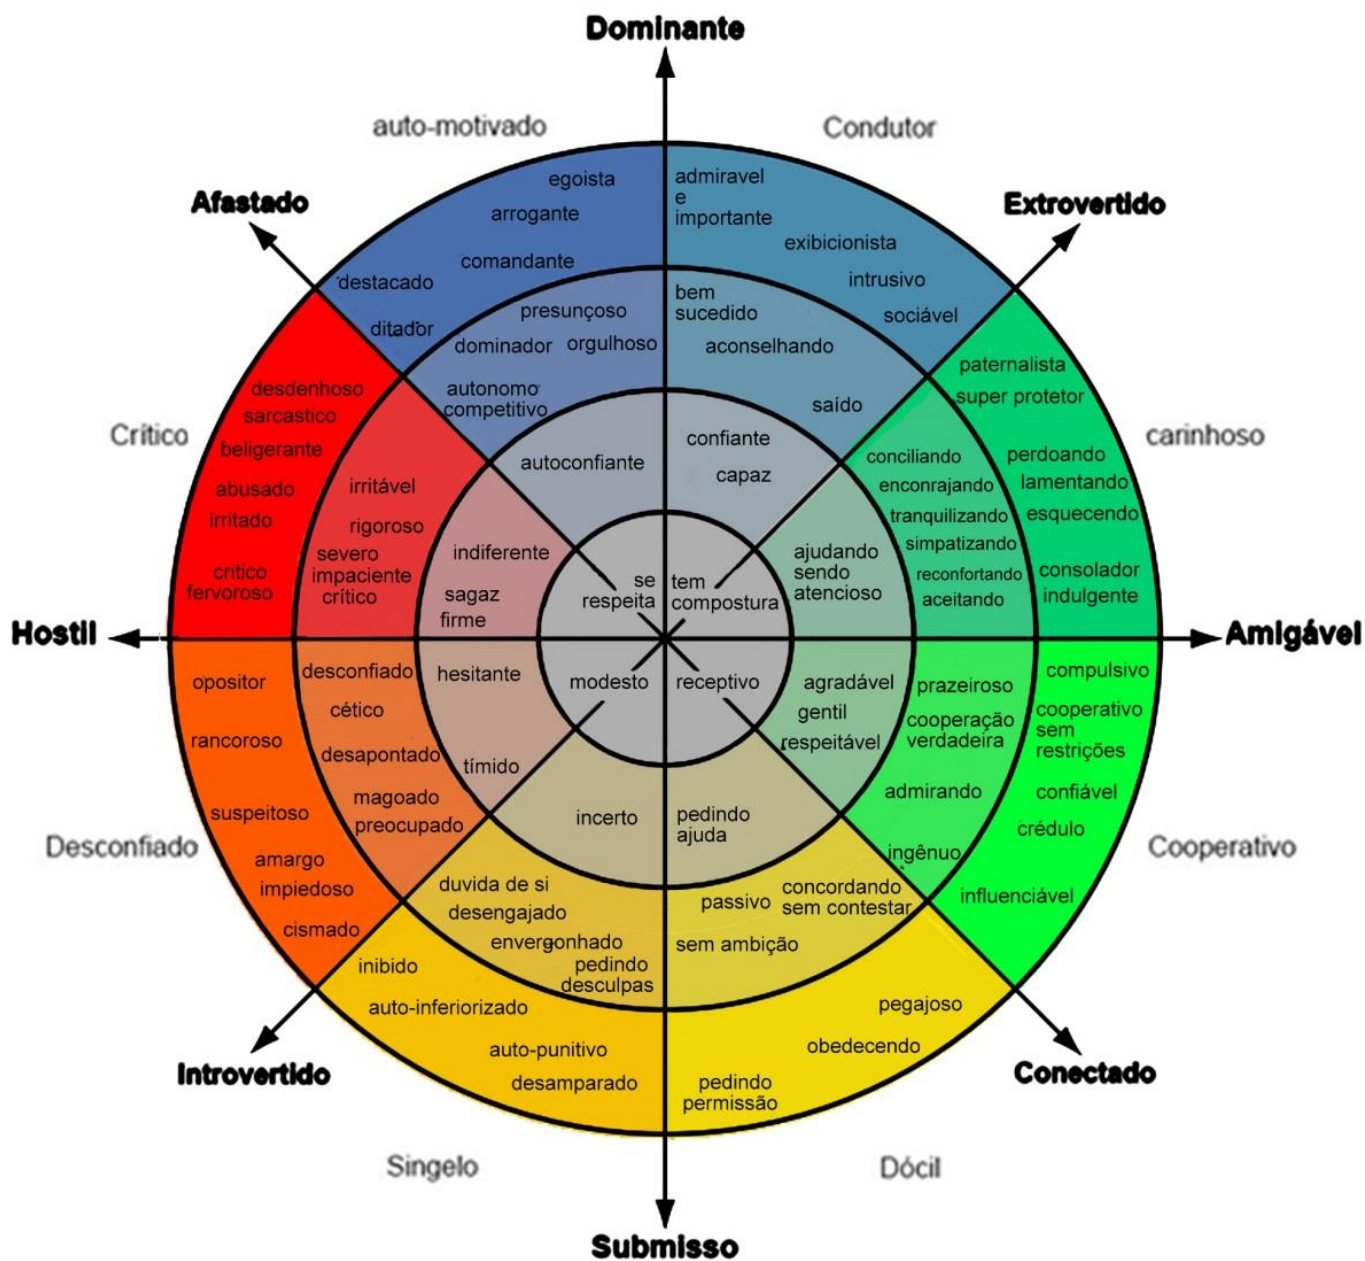 Dominante
auto-motivado
Condutor
Afastado
Extrovertido
egoista
arrogante
comandante
destacado
ditador
admiravel
e
importante
exibicionista
intrusivo
sociável
presunçoso
dominador
orgulhoso
autonomo
competitivo
bem
sucedido
aconselhando
saído
autoconfiante
confiante
capaz
Crítico
desdenhoso
sarcastico
beligerante
abusado
irritado
critico
fervoroso
irritável
rigoroso
severo
impaciente
crítico
indiferente
sagaz
firme
se
respeita
tem
compostura
ajudando
sendo
atencioso
conciliando
enconrajando
tranquilizando
simpatizando
reconfortando
aceitando
paternalista
super protetor
perdoando
lamentando
esquecendo
consolador
indulgente
carinhoso
Hostil
Amigável
opositor
rancoroso
suspeitoso
amargo
impiedoso
cismado
desconfiado
cético
desapontado
magoado
preocupado
hesitante
tímido
modesto
receptivo
agradável
gentil
respeitável
prazeiroso
cooperação
verdadeira
admirando
ingênuo
compulsivo
cooperativo
sem
restrições
confiável
crédulo
influenciável
Desconfiado
Cooperativo
incerto
pedindo
ajuda
duvida de si
desengajado
envergonhado
pedindo
desculpas
passivo
concordando
sem contestar
sem ambição
inibido
auto-inferiorizado
auto-punitivo
desamparado
pegajoso
obedecendo
pedindo
permissão
Introvertido
Conectado
Singelo
Dócil
Submisso